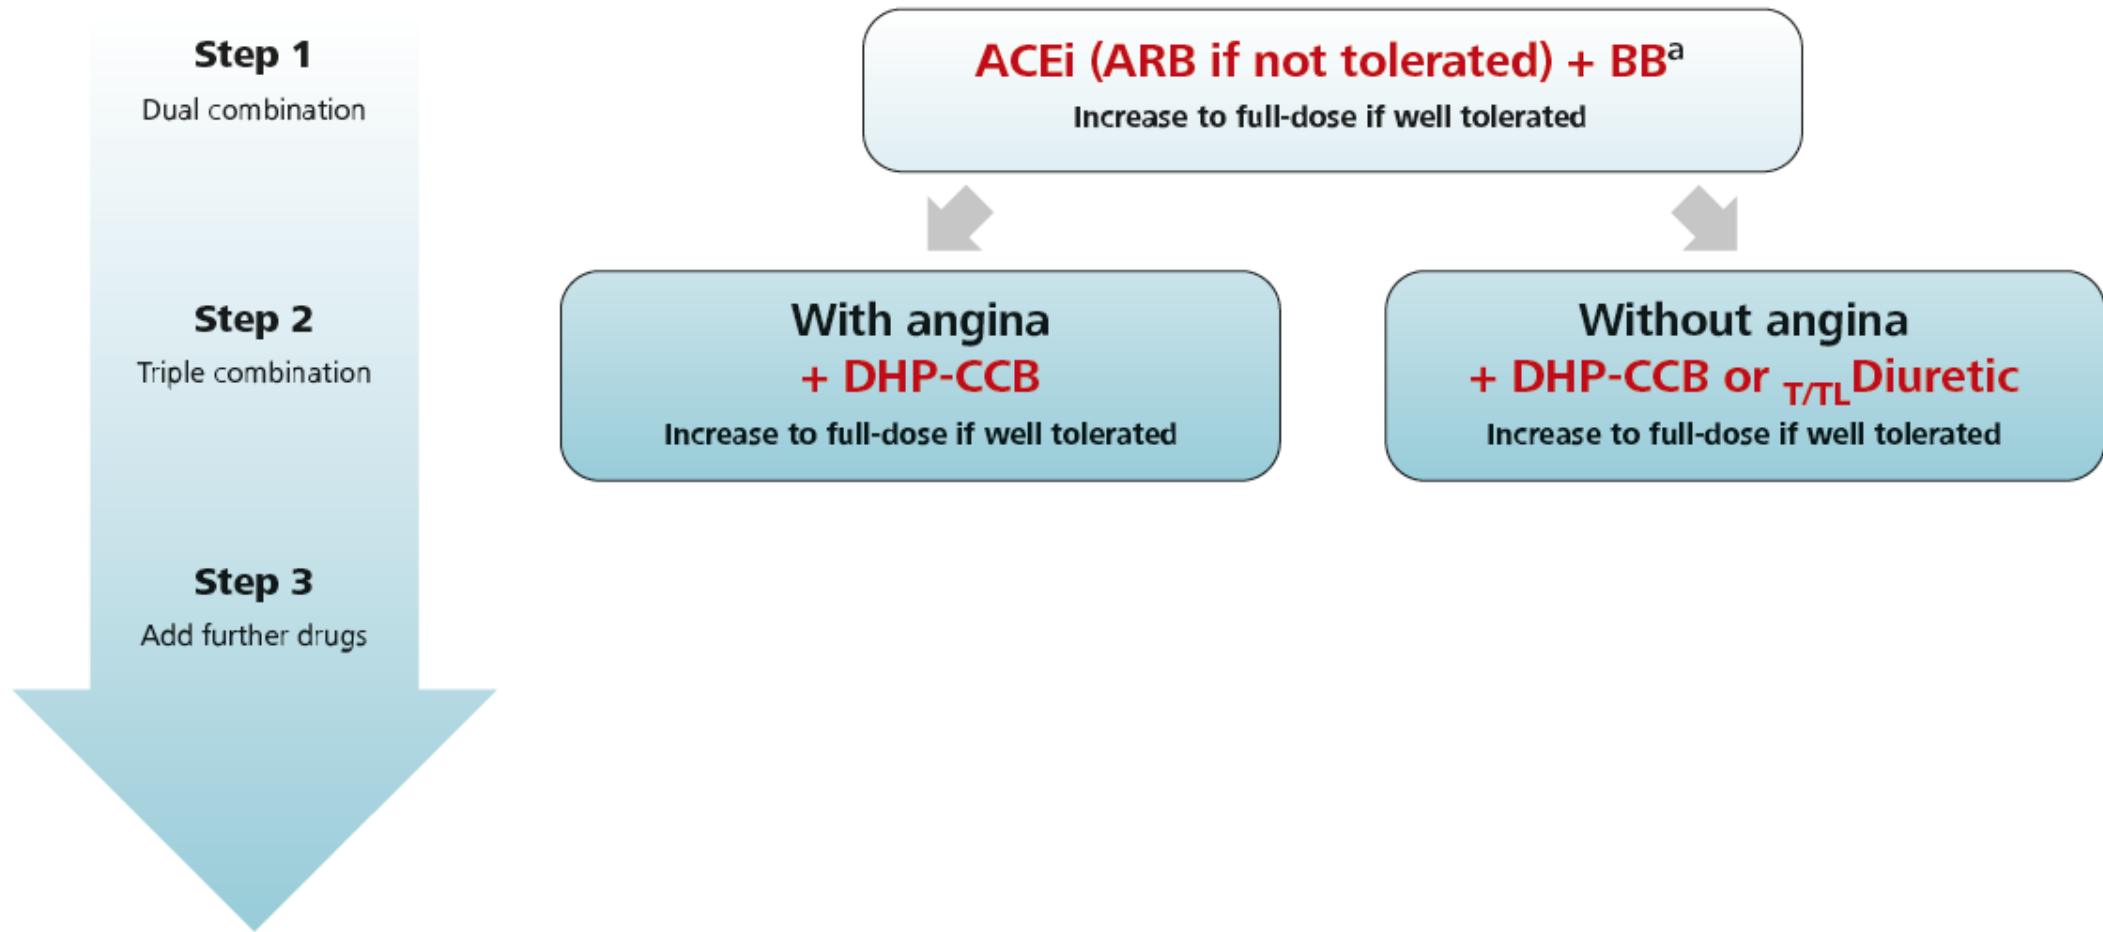 Step 1
Dual combination
ACEi (ARB if not tolerated) + BBᵃ
Increase to full-dose if well tolerated
Step 2
Triple combination
With angina
+ DHP-CCB
Increase to full-dose if well tolerated
Without angina
+ DHP-CCB or T/TLDiuretic
Increase to full-dose if well tolerated
Step 3
Add further drugs